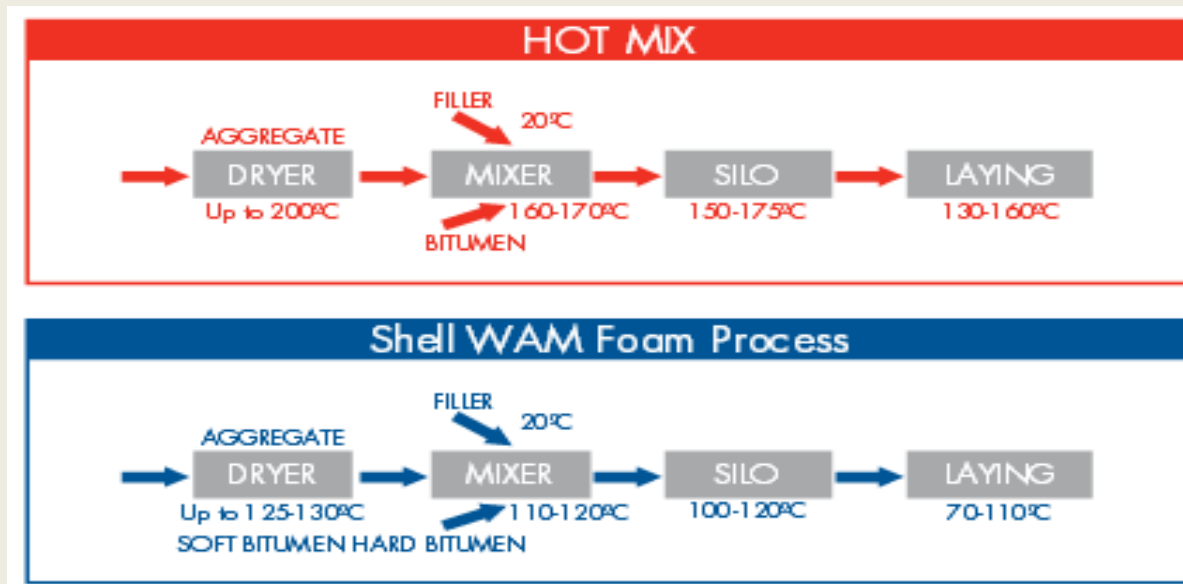 HOT MIX
FILLER
20ºC
AGGREGATE
DRYER
MIXER
SILO
LAYING
Up to 200ºC
160-170ºC
150-175ºC
130-160ºC
BITUMEN
Shell WAM Foam Process
FILLER
20ºC
AGGREGATE
DRYER
MIXER
SILO
LAYING
Up to 125-130ºC
110-120ºC
100-120ºC
70-110ºC
SOFT BITUMEN HARD BITUMEN